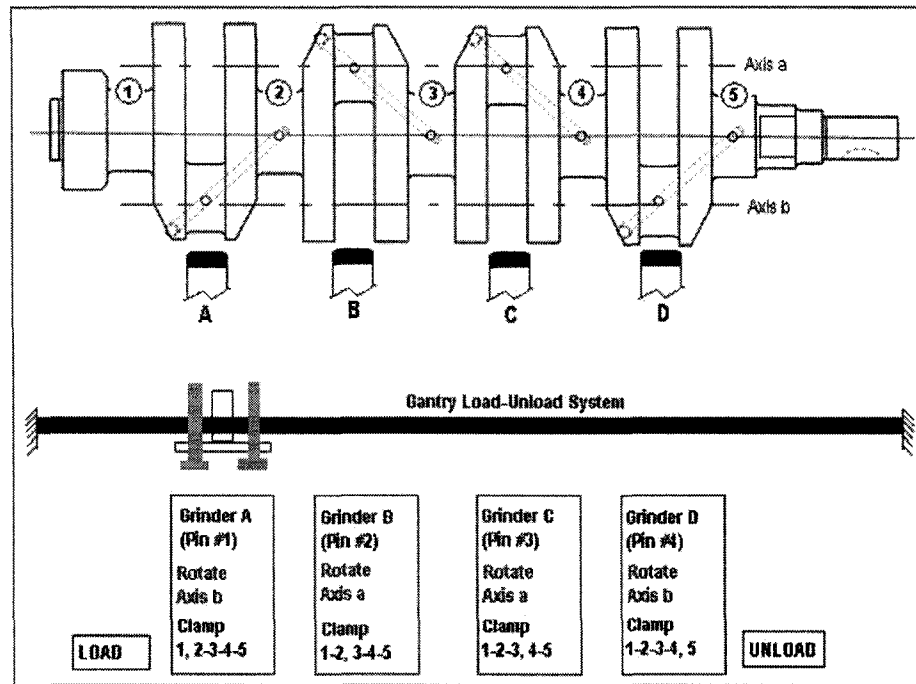 Axis a
1
2
3
4
5
Axis b
A
B
C
D
Gantry Load-Unload System
Grinder A
(Pin #1)
Rotate
Axis b
Clamp
1, 2-3-4-5
Grinder B
(Pin #2)
Rotate
Axis a
Clamp
1-2, 3-4-5
Grinder C
(Pin #3)
Rotate
Axis a
Clamp
1-2-3, 4-5
Grinder D
(Pin #4)
Rotate
Axis b
Clamp
1-2-3-4, 5
LOAD
UNLOAD